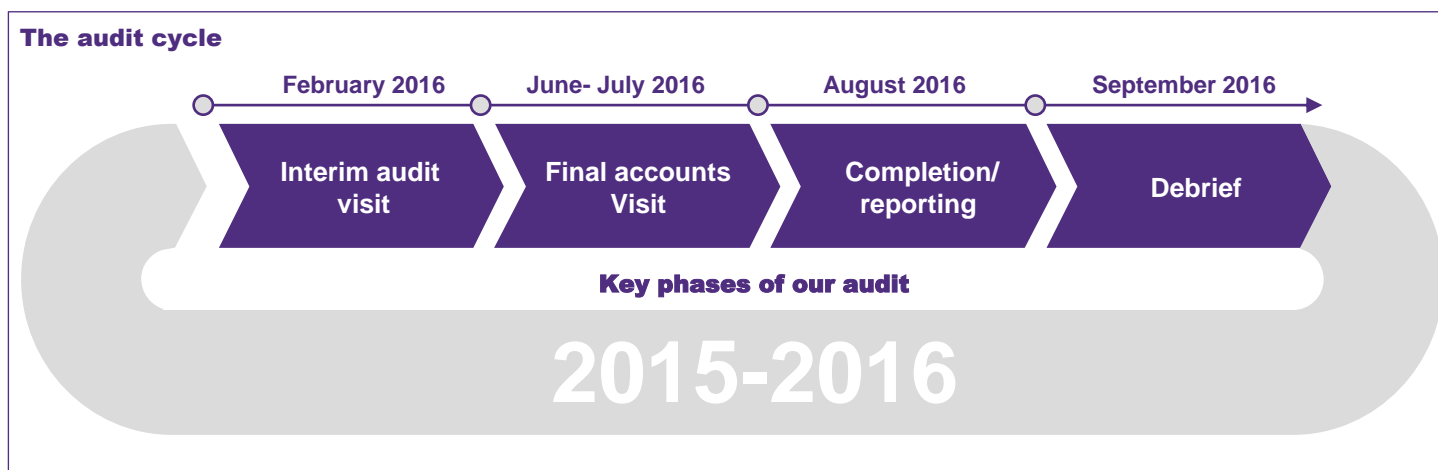 The audit cycle
February 2016
June- July 2016
August 2016
September 2016
Interim audit
visit
Final accounts
Visit
Completion/
reporting
Debrief
Key phases of our audit
2015-2016